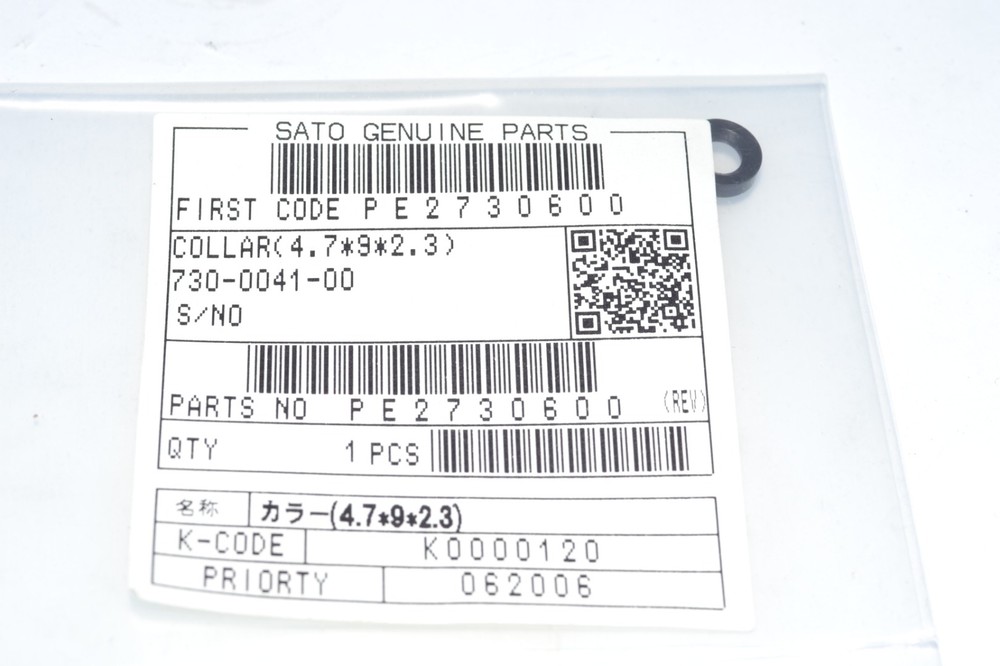 SATO GENUINE PARTS
FIRST CODE PE2730600
COLLAR(4.7*9*2.3)
730-0041-00
S/NO
PARTS NO PE2730600 (REV)
QTY 1 PCS
名称 カラー(4.7*9*2.3)
K-CODE K0000120
PRIORTY 062006